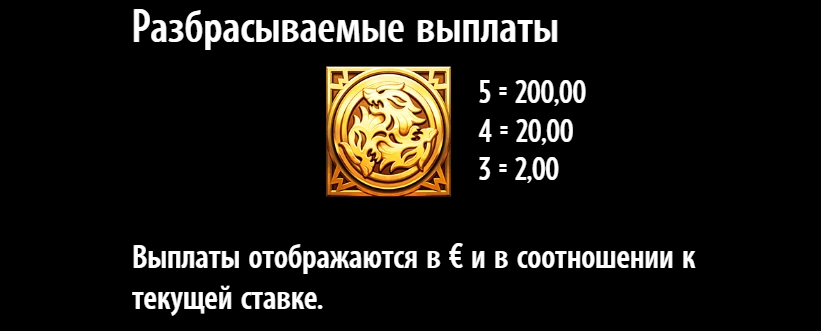 Разбрасываемые выплаты
5 = 200,00
4 = 20,00
3 = 2,00
Выплаты отображаются в € и в соотношении к
текущей ставке.